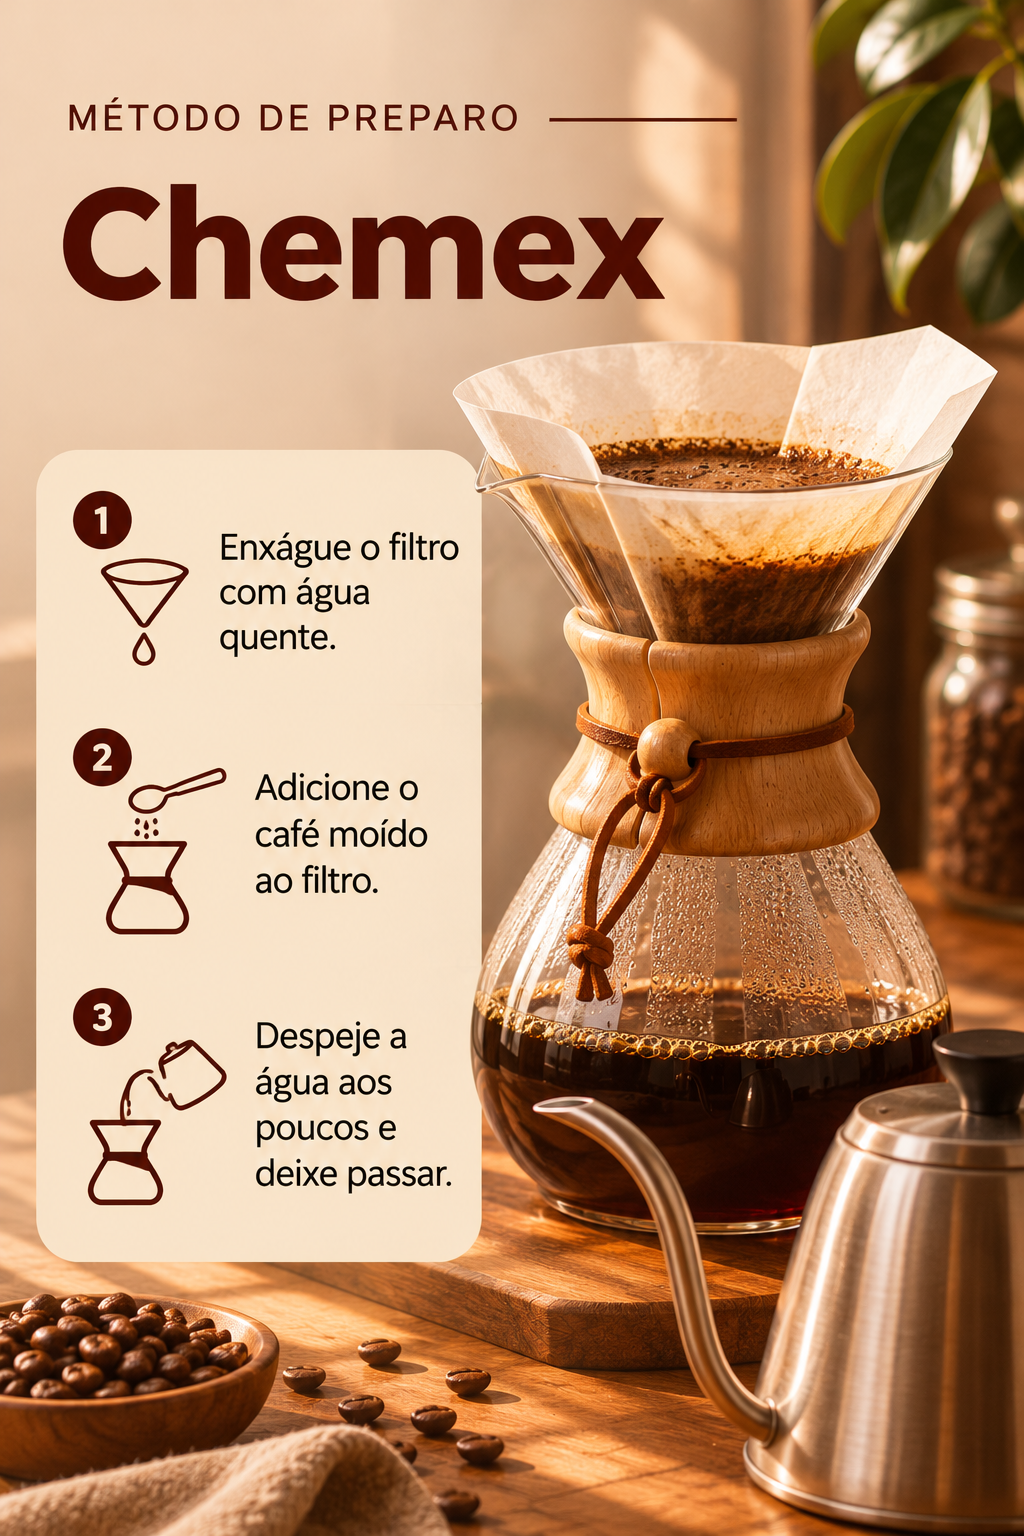 MÉTODO DE PREPARO
Chemex
1
Enxágue o filtro
com água
quente.
2
Adicione o
café moído
ao filtro.
3
Despeje a
água aos
poucos e
deixe passar.